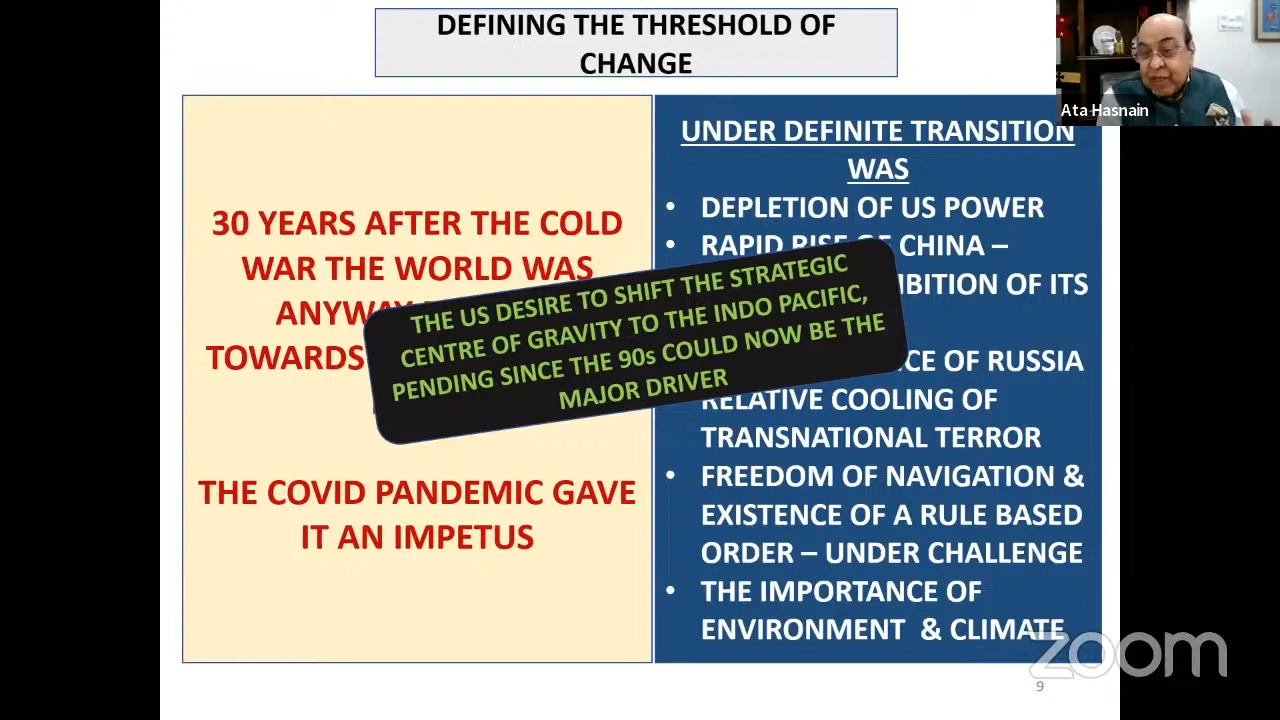 DEFINING THE THRESHOLD OF
CHANGE
Ata Hasnain
30 YEARS AFTER THE COLD
WAR THE WORLD WAS
TOWARDS
THE COVID PANDEMIC GAVE
IT AN IMPETUS
UNDER DEFINITE TRANSITION
WAS
• DEPLETION OF US POWER
• RAPID RISE OF CHINA –
OF ITS
OF RUSSIA
RELATIVE COOLING OF
TRANSNATIONAL TERROR
• FREEDOM OF NAVIGATION &
EXISTENCE OF A RULE BASED
ORDER – UNDER CHALLENGE
• THE IMPORTANCE OF
ENVIRONMENT & CLIMATE
THE US DESIRE TO SHIFT THE STRATEGIC
CENTRE OF GRAVITY TO THE INDO PACIFIC,
PENDING SINCE THE 90s COULD NOW BE THE
MAJOR DRIVER
zoom
9